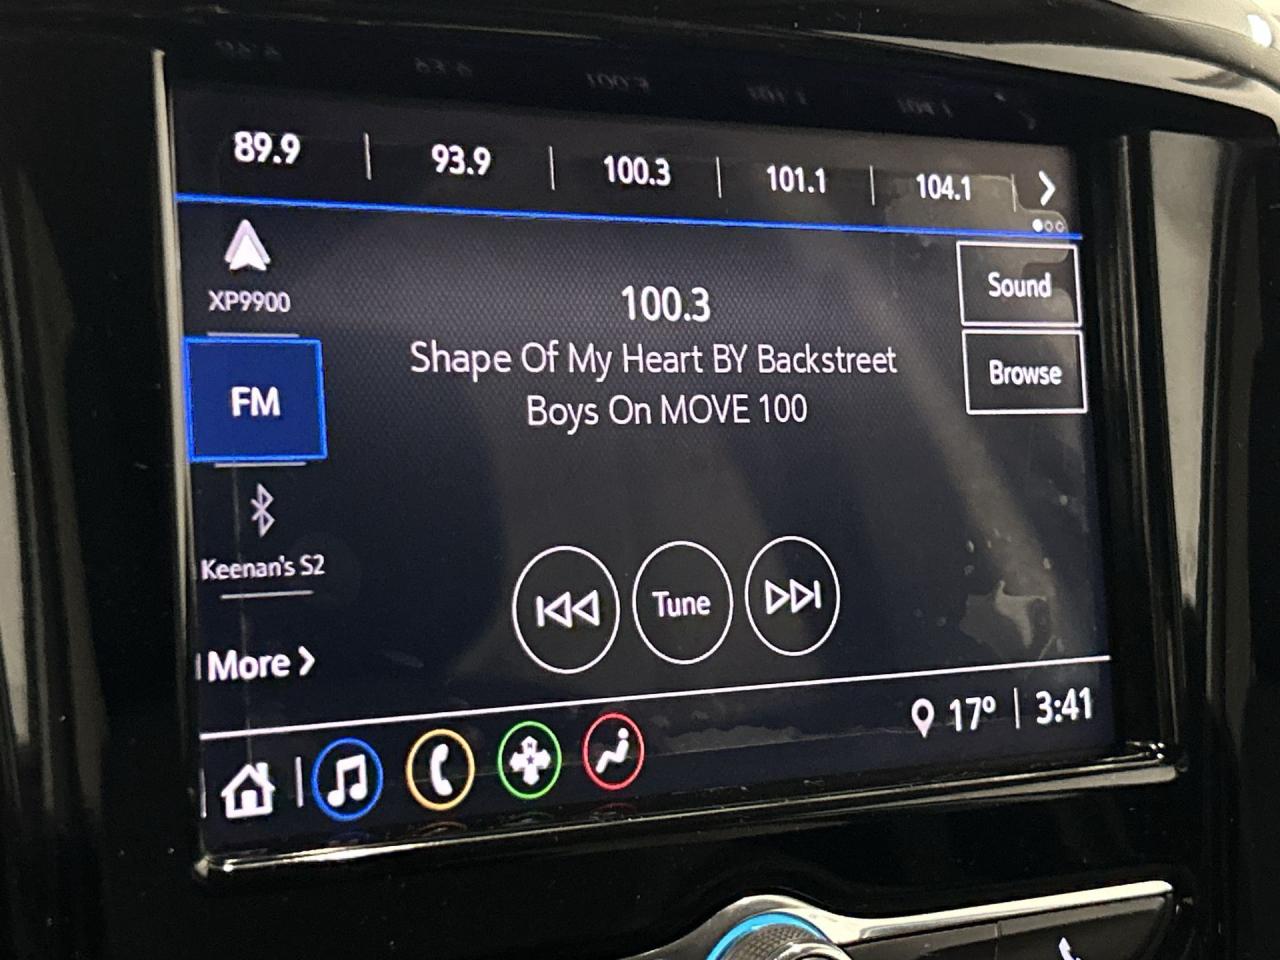 89.9 93.9 100.3 101.1 104.1
XP9900
100.3
Sound
Shape Of My Heart BY Backstreet
Boys On MOVE 100
Browse
FM
Keenan's S2
Tune
More
17° 3:41